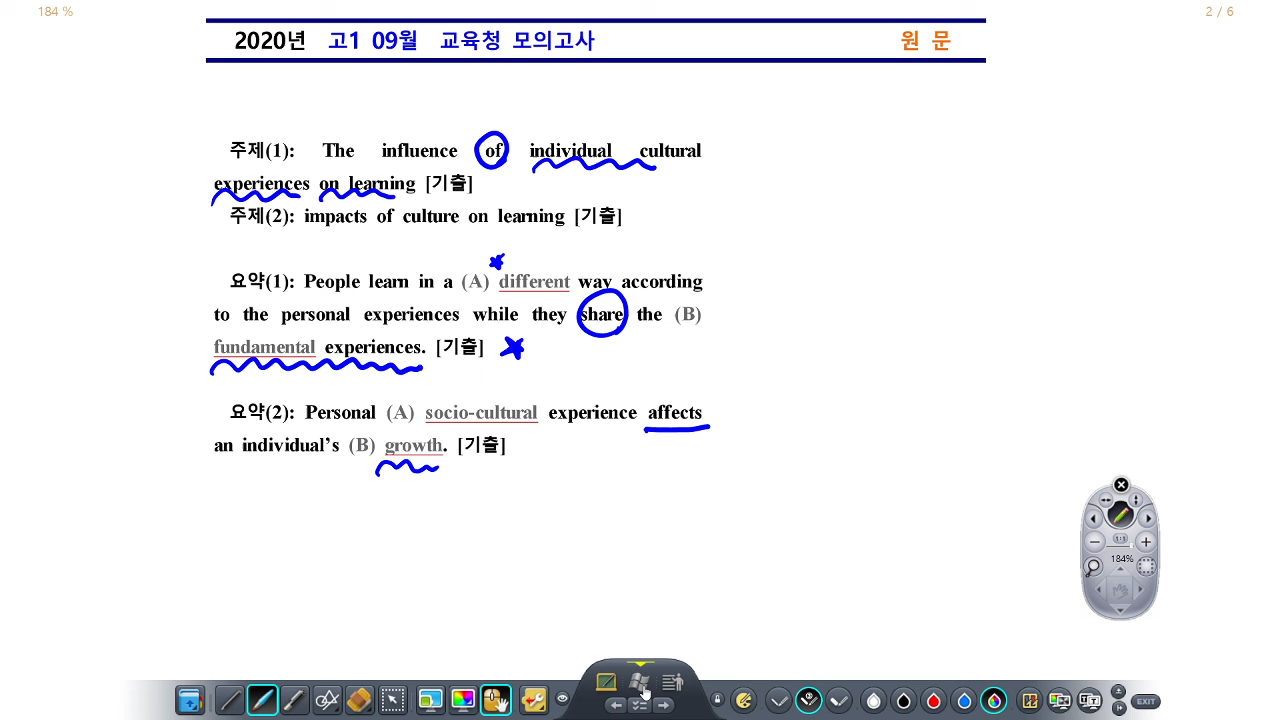 184 %
2 / 6
2020년 고1 09월 교육청 모의고사 원 문
주제(1): The influence of individual cultural
experiences on learning [기출]
주제(2): impacts of culture on learning [기출]
요약(1): People learn in a (A) different way according
to the personal experiences while they share the (B)
fundamental experiences. [기출]
요약(2): Personal (A) socio-cultural experience affects
an individual's (B) growth. [기출]
1:1
184%
EXIT